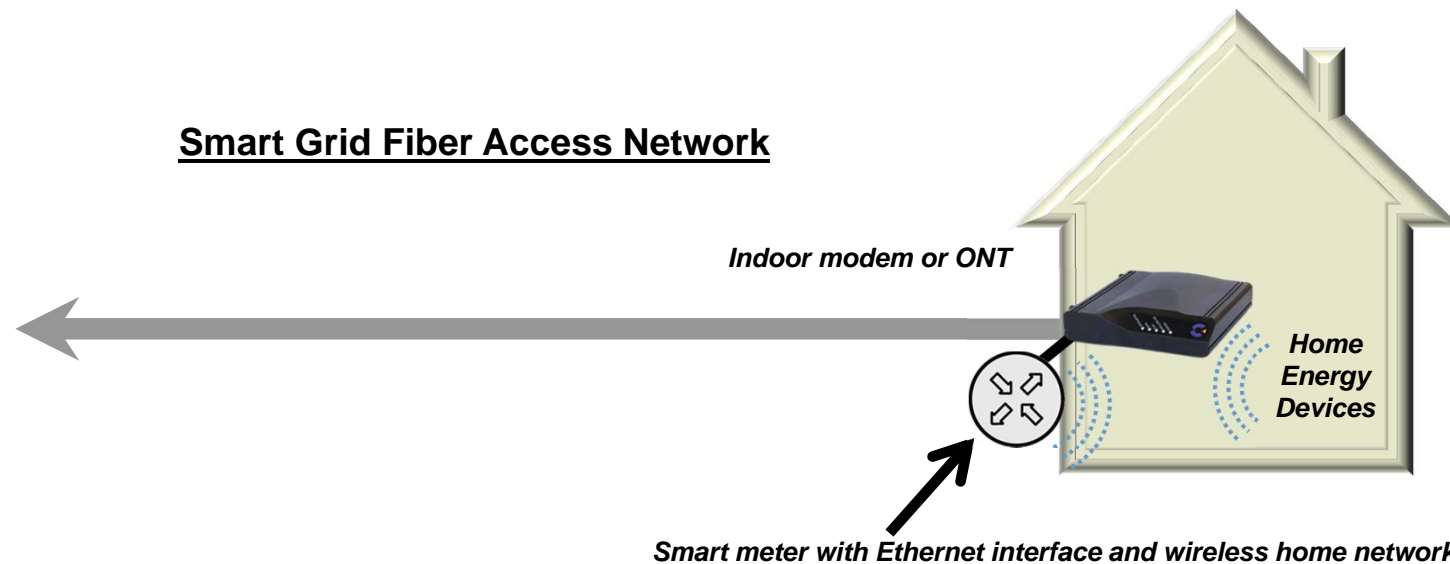 Smart Grid Fiber Access Network
Indoor modem or ONT
Home
Energy
Devices
Smart meter with Ethernet interface and wireless home network